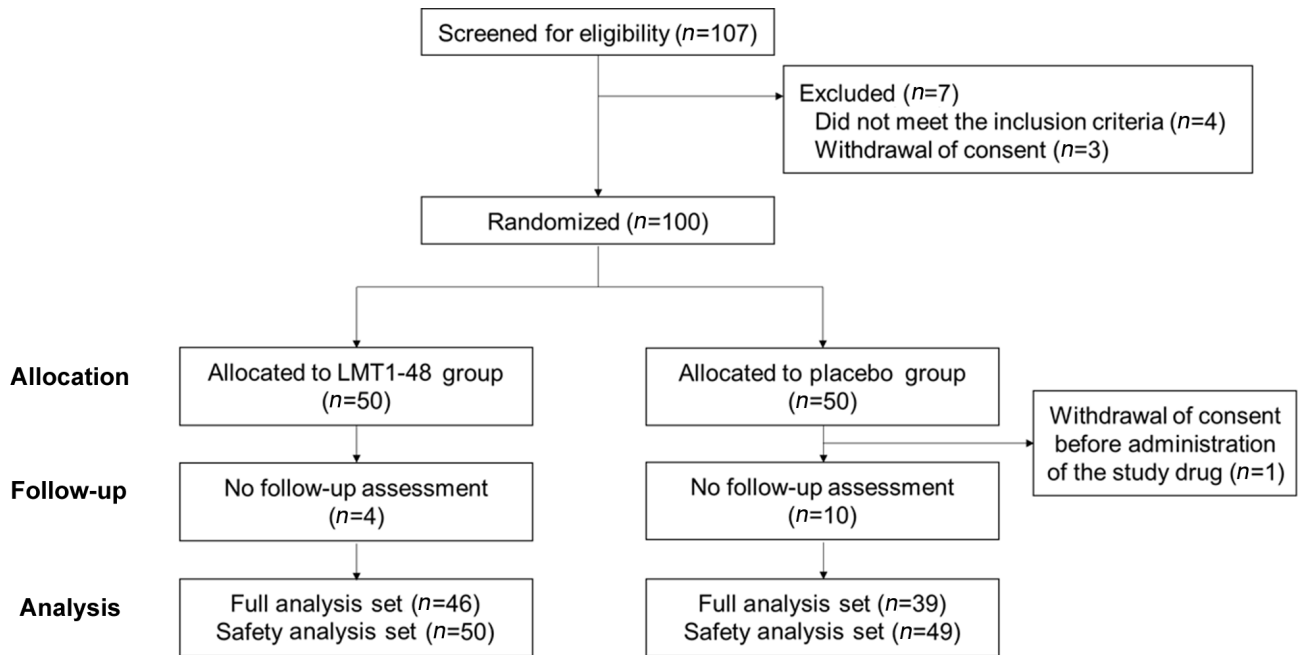 Screened for eligibility (n=107)
Excluded (n=7)
Did not meet the inclusion criteria (n=4)
Withdrawal of consent (n=3)
Randomized (n=100)
Allocation
Allocated to LMT1-48 group
(n=50)
Allocated to placebo group
(n=50)
Withdrawal of consent
before administration
of the study drug (n=1)
Follow-up
No follow-up assessment
(n=4)
No follow-up assessment
(n=10)
Analysis
Full analysis set (n=46)
Safety analysis set (n=50)
Full analysis set (n=39)
Safety analysis set (n=49)